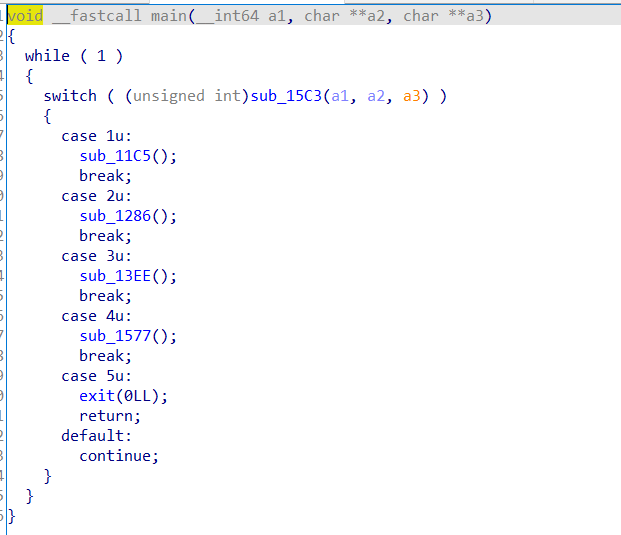 void __fastcall main(__int64 a1, char **a2, char **a3)
{
  while ( 1 )
  {
    switch ( (unsigned int)sub_15C3(a1, a2, a3) )
    {
      case 1u:
        sub_11C5();
        break;
      case 2u:
        sub_1286();
        break;
      case 3u:
        sub_13EE();
        break;
      case 4u:
        sub_1577();
        break;
      case 5u:
        exit(0LL);
        return;
      default:
        continue;
    }
  }
}